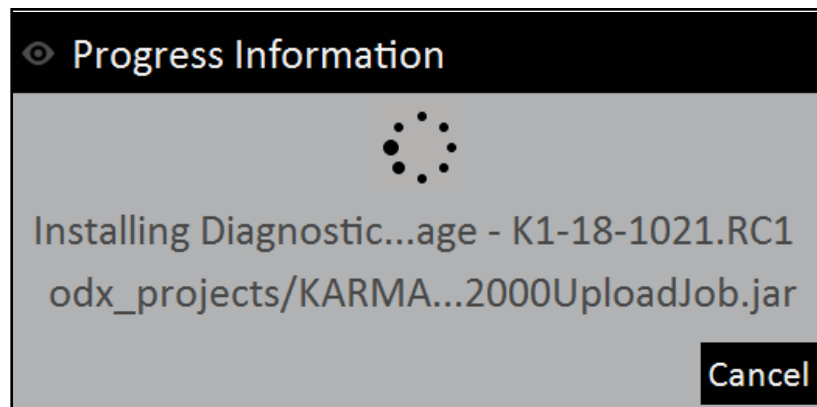 Progress Information
Installing Diagnostic...age - K1-18-1021.RC1
odx_projects/KARMA...2000UploadJob.jar
Cancel